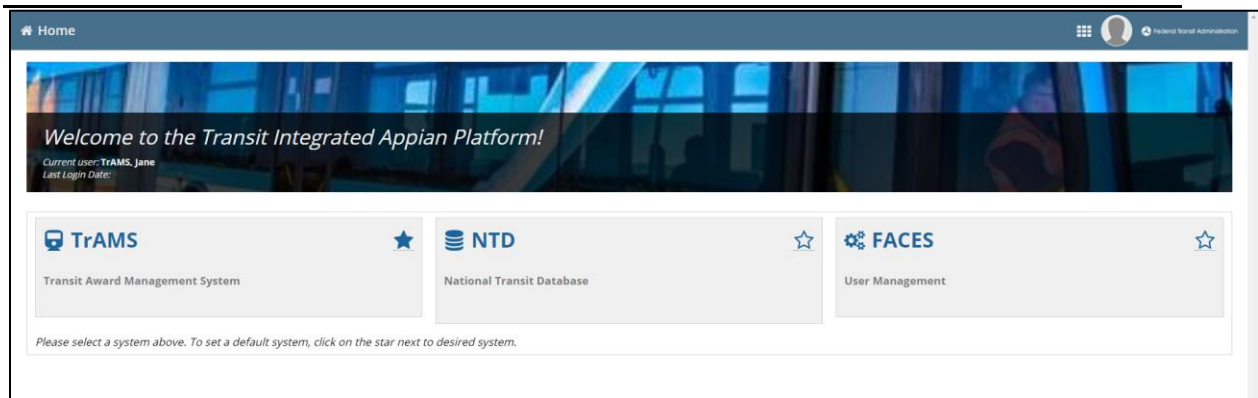 Home
Federal Transit Administration
Welcome to the Transit Integrated Appian Platform!
Current user: TrAMS, Jane
Last Login Date:
TrAMS
Transit Award Management System
NTD
National Transit Database
FACES
User Management
Please select a system above. To set a default system, click on the star next to desired system.